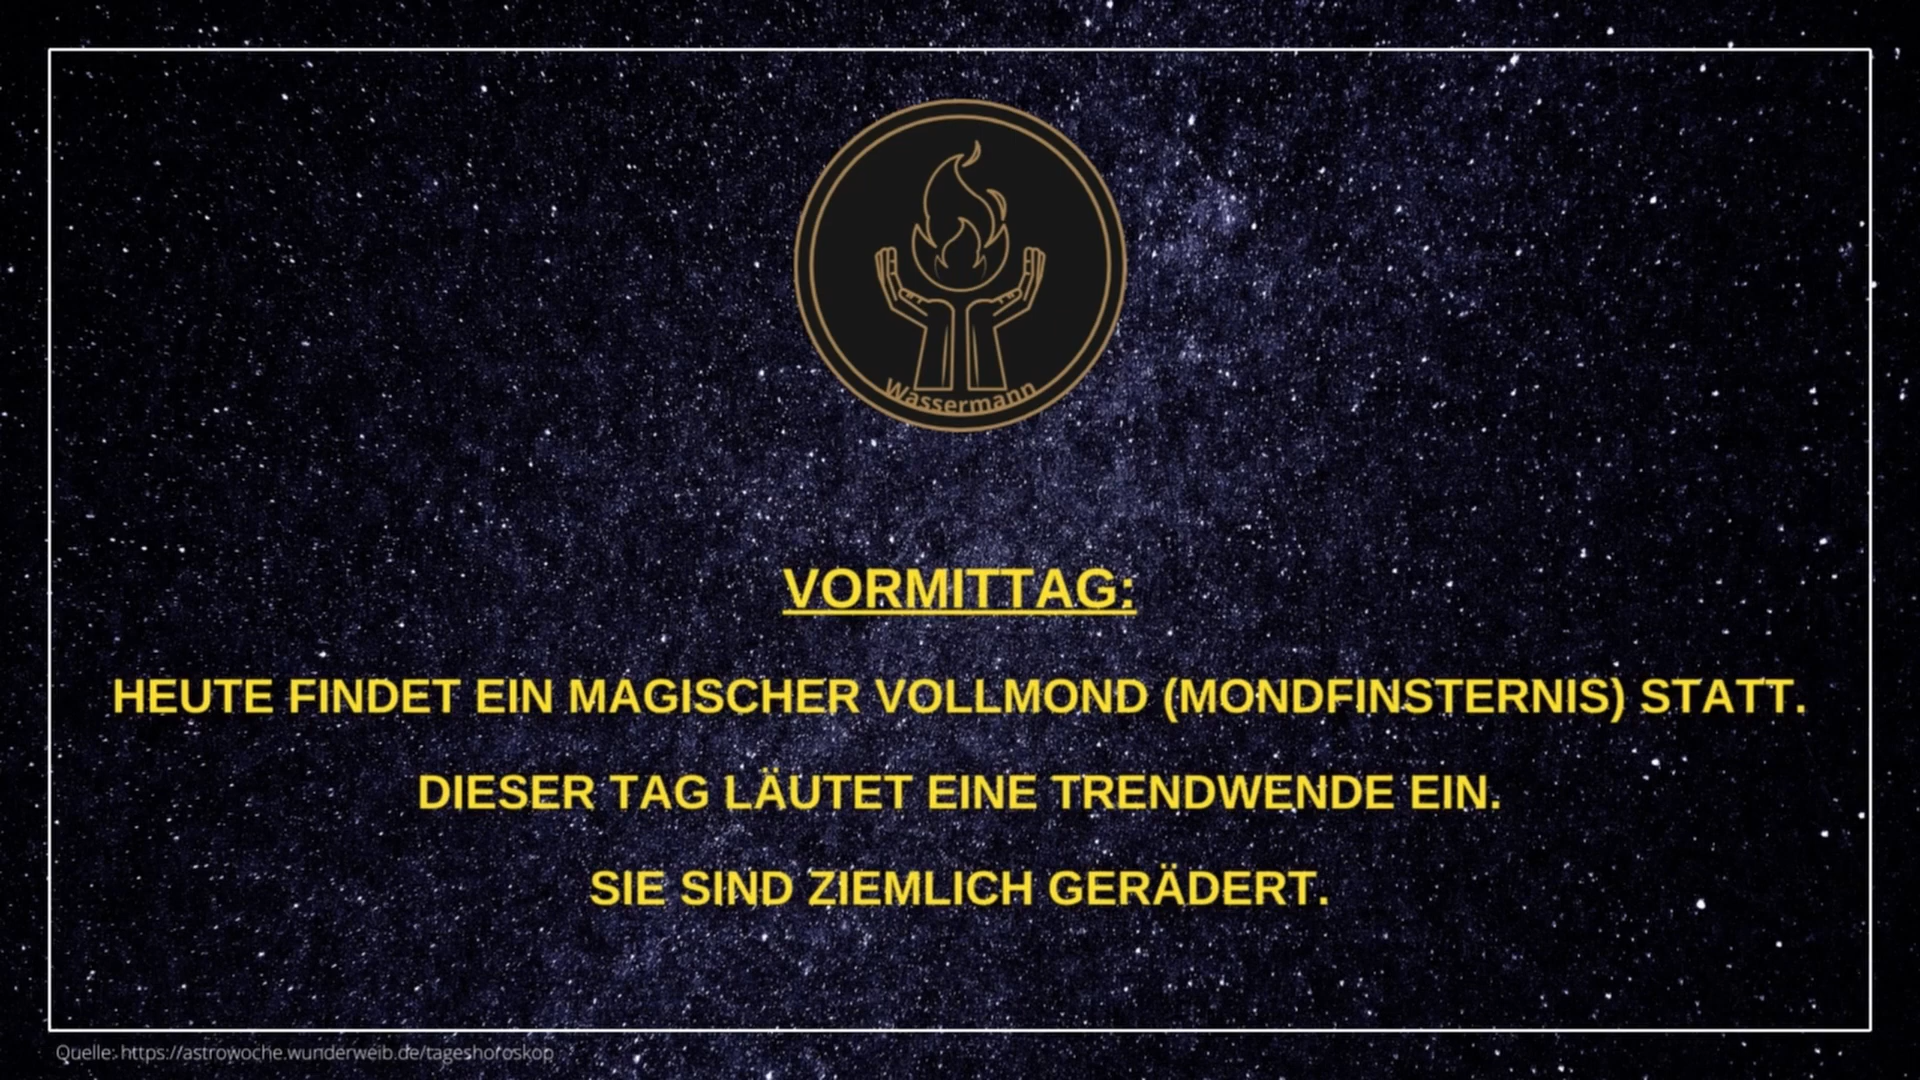 Wassermann
VORMITTAG:
HEUTE FINDET EIN MAGISCHER VOLLMOND (MONDFINSTERNIS) STATT.
DIESER TAG LÄUTET EINE TRENDWENDE EIN.
SIE SIND ZIEMLICH GERÄDERT.
Quelle: https://astrowoche.wunderweib.de/tageshoroskop